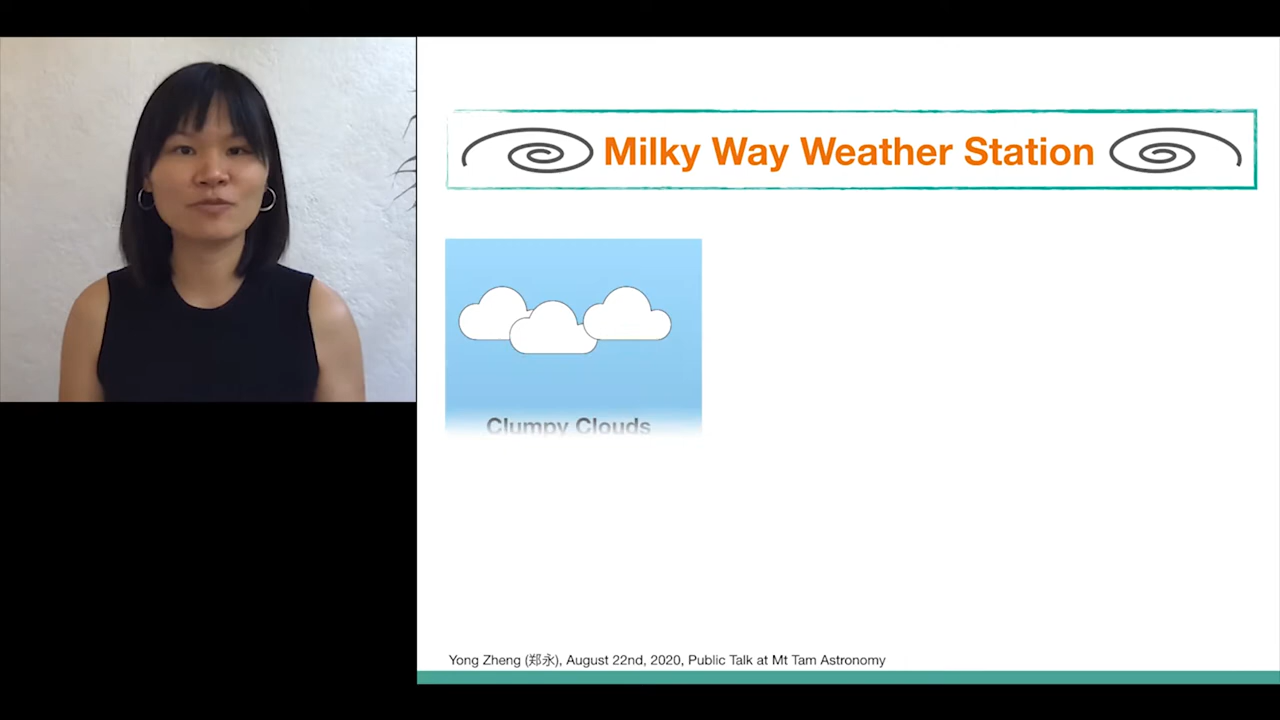 Milky Way Weather Station
Clumpy Clouds
Yong Zheng (郑永), August 22nd, 2020, Public Talk at Mt Tam Astronomy